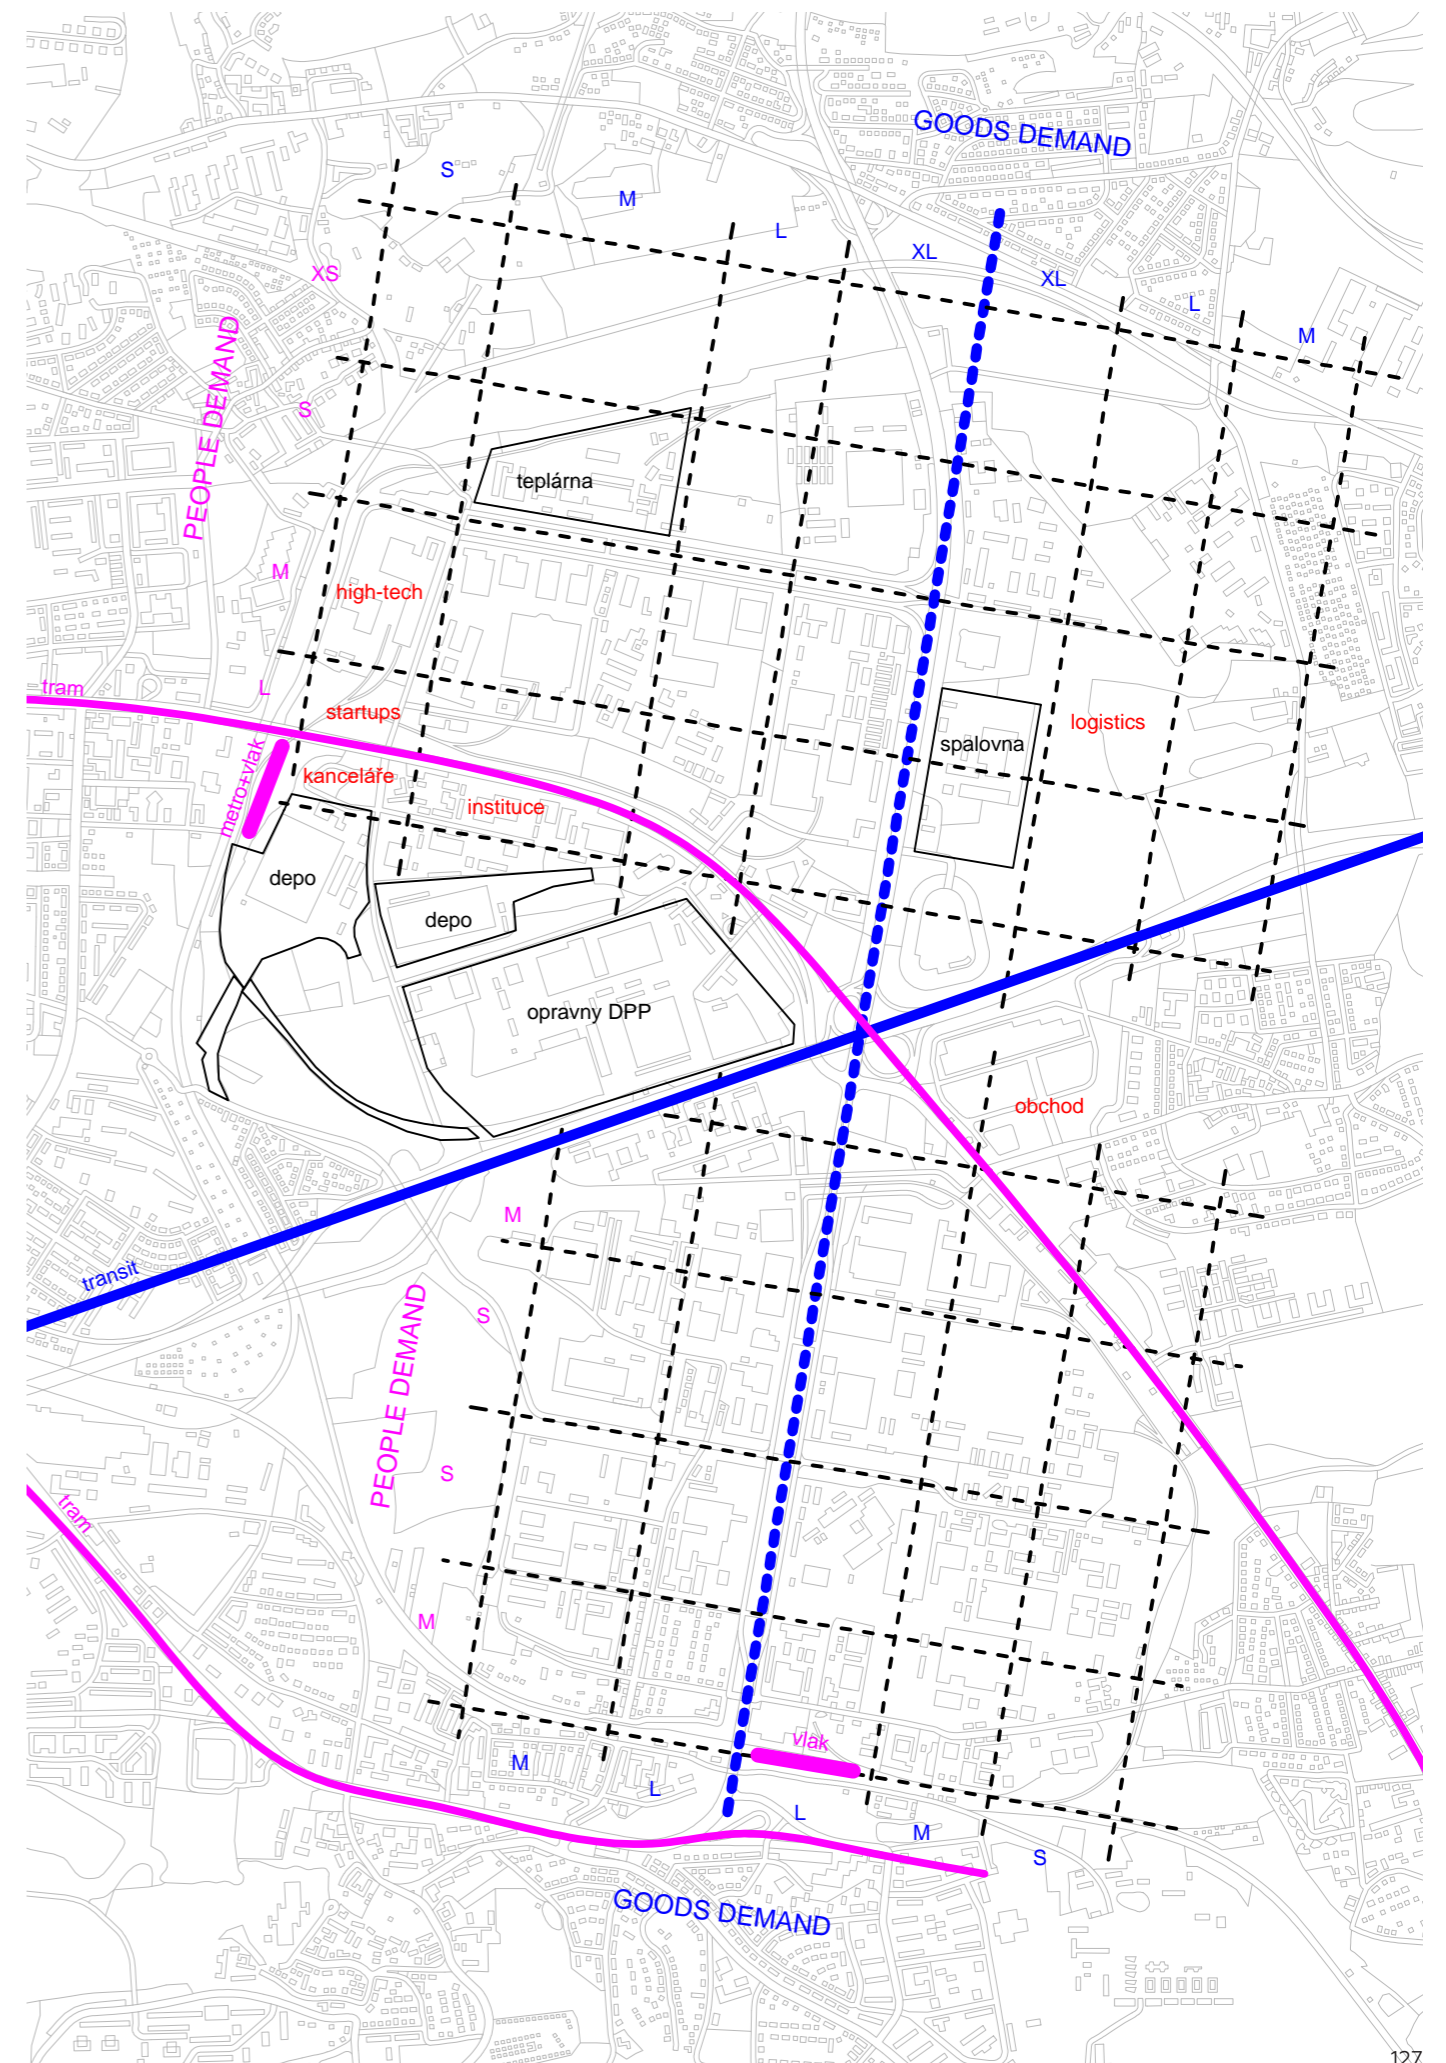 GOODS DEMAND
S
M
L
XL
XL
L
M
XS
PEOPLE DEMAND
S
M
L
teplárna
high-tech
tram
startups
metro+vlak
kanceláře
instituce
spalovna
logistics
depo
depo
opravny DPP
obchod
transit
M
S
PEOPLE DEMAND
S
M
tram
vlak
M
L
L
M
S
GOODS DEMAND
127